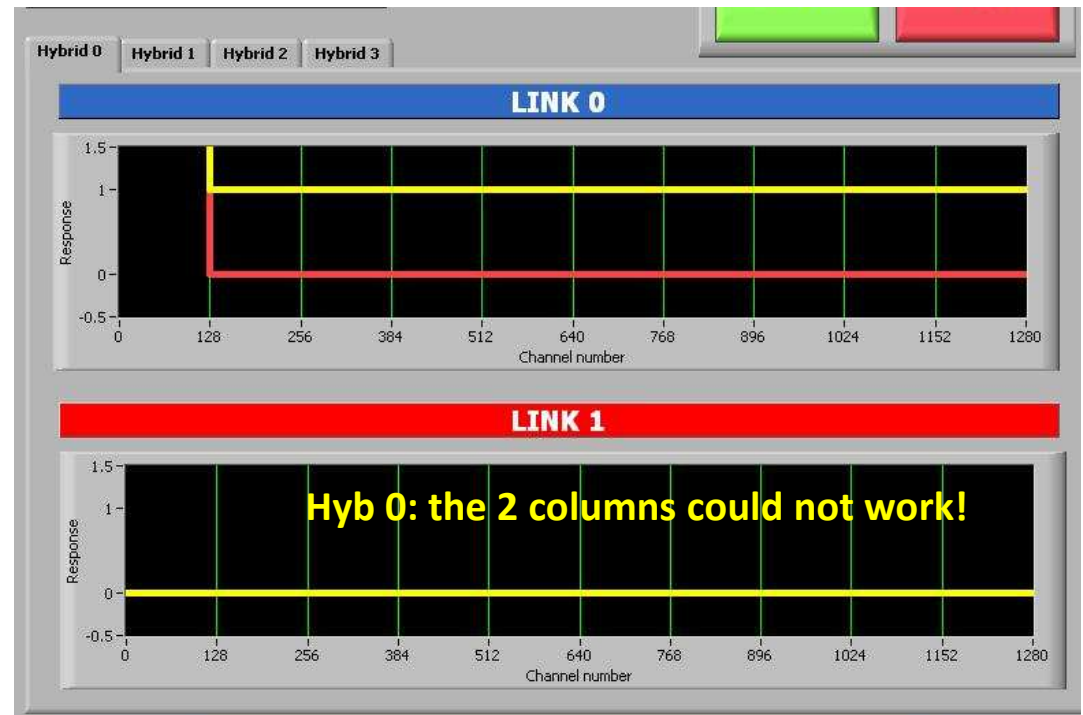 Hybrid 0 Hybrid 1 Hybrid 2 Hybrid 3
LINK 0
1.5
1
0
-0.5
Response
0 128 256 384 512 640 768 896 1024 1152 1280
Channel number
LINK 1
1.5
1
0
-0.5
Response
Hyb 0: the 2 columns could not work!
0 128 256 384 512 640 768 896 1024 1152 1280
Channel number